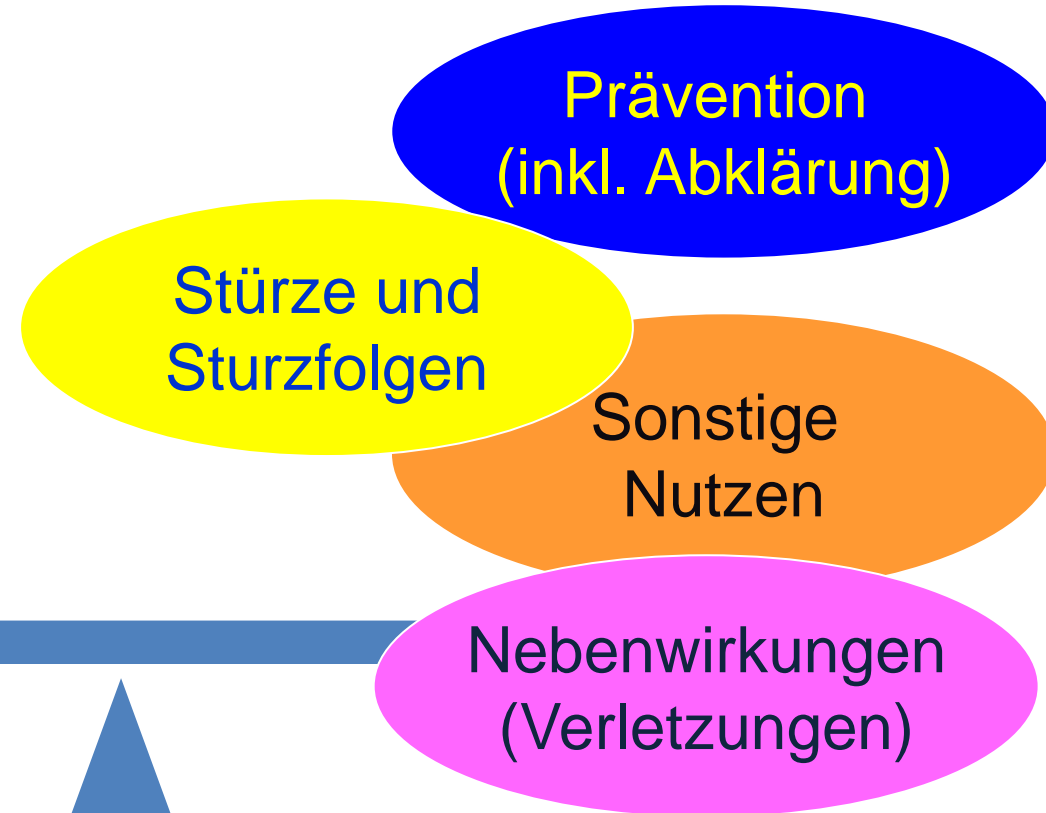 Prävention
(inkl. Abklärung)
Stürze und
Sturzfolgen
Sonstige
Nutzen
Nebenwirkungen
(Verletzungen)